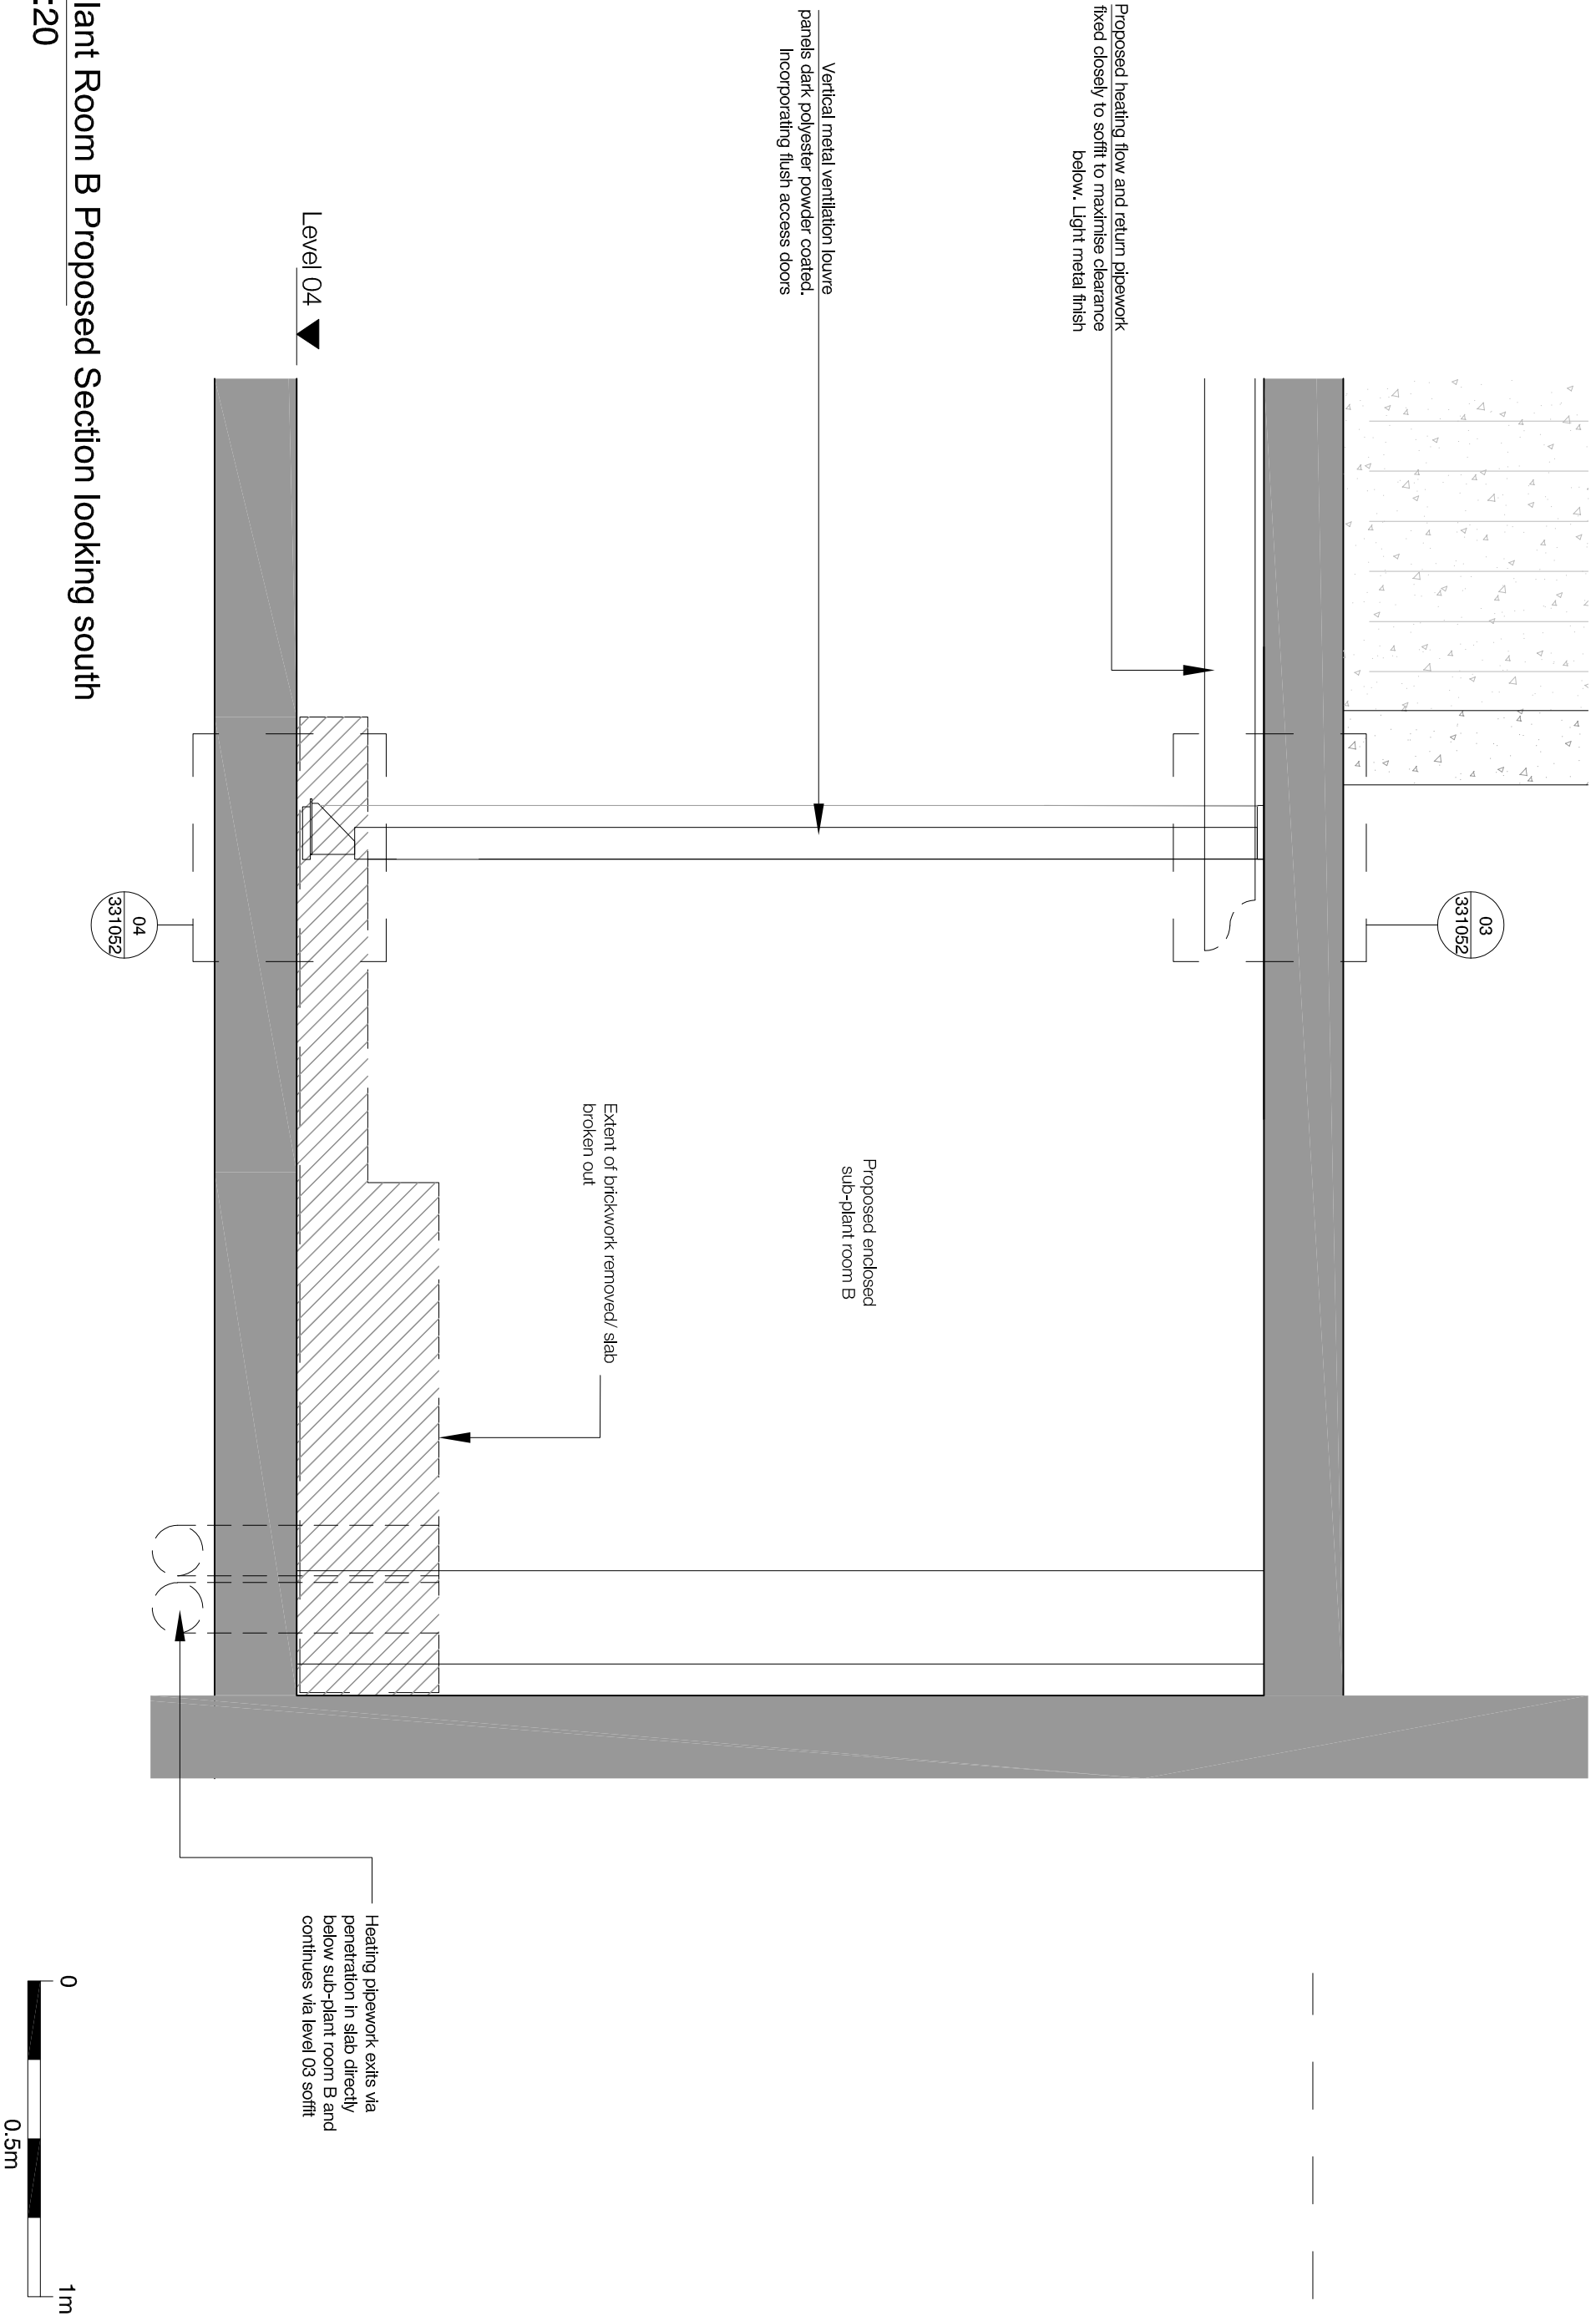 03
331052
Proposed heating flow and return pipework
fixed closely to soffit to maximise clearance
below. Light metal finish
Vertical metal ventilation louvre
panels dark polyester powder coated.
Incorporating flush access doors
Proposed enclosed
sub-plant room B
Extent of brickwork removed/ slab
broken out
Level 04
04
331052
Heating pipework exits via
penetration in slab directly
below sub-plant room B and
continues via level 03 soffit
lant Room B Proposed Section looking south
:20
0
1m
0.5m